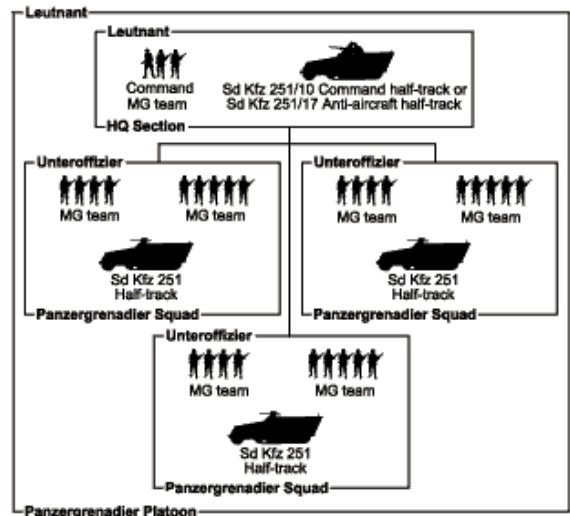 Leutnant
Leutnant
Command
MG team
Sd Kfz 251/10 Command half-track or
Sd Kfz 251/17 Anti-aircraft half-track
HQ Section
Unteroffizier
MG team
MG team
Sd Kfz 251
Half-track
Panzergrenadier Squad
Unteroffizier
MG team
MG team
Sd Kfz 251
Half-track
Panzergrenadier Squad
Unteroffizier
MG team
MG team
Sd Kfz 251
Half-track
Panzergrenadier Squad
Panzergrenadier Platoon